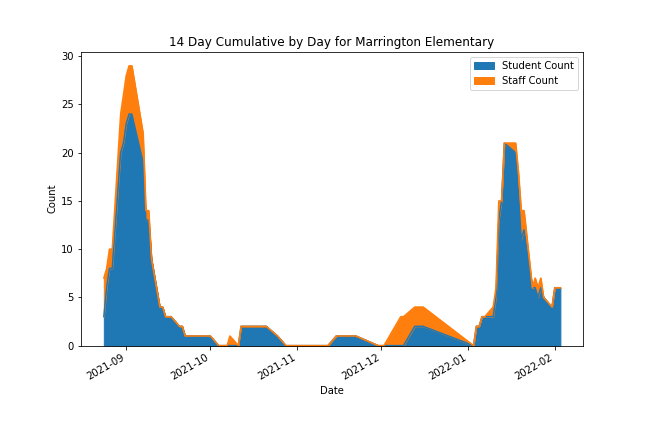 14 Day Cumulative by Day for Marrington Elementary
Student Count
Staff Count
Count
30
25
20
15
10
5
0
2021-09
2021-10
2021-11
2021-12
2022-01
2022-02
Date